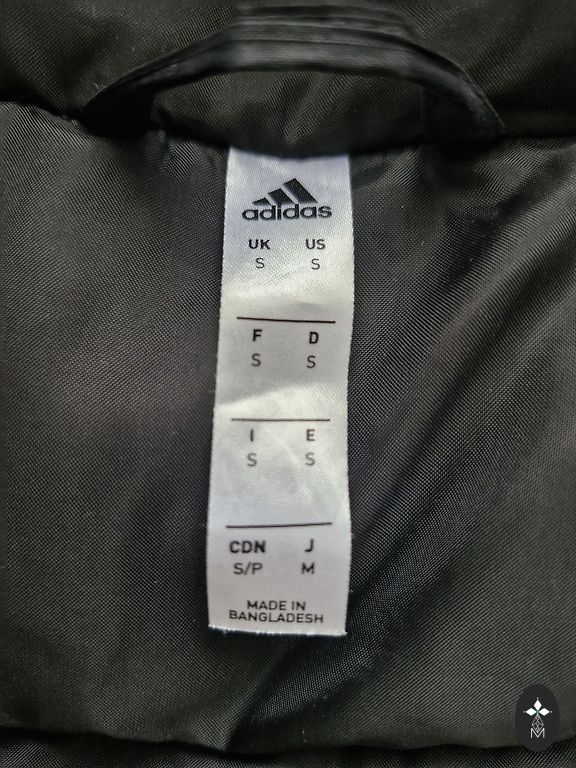 adidas
UK US
S S
F D
S S
I E
S S
CDN J
S/P M
MADE IN
BANGLADESH
M